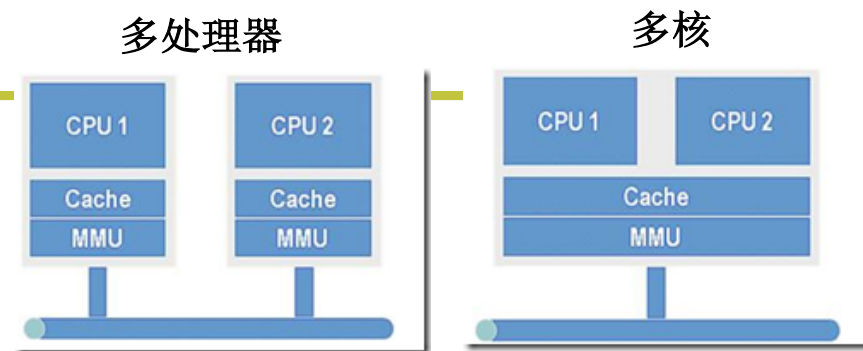 多处理器
CPU 1
Cache
MMU
CPU 2
Cache
MMU
多核
CPU 1
CPU 2
Cache
MMU